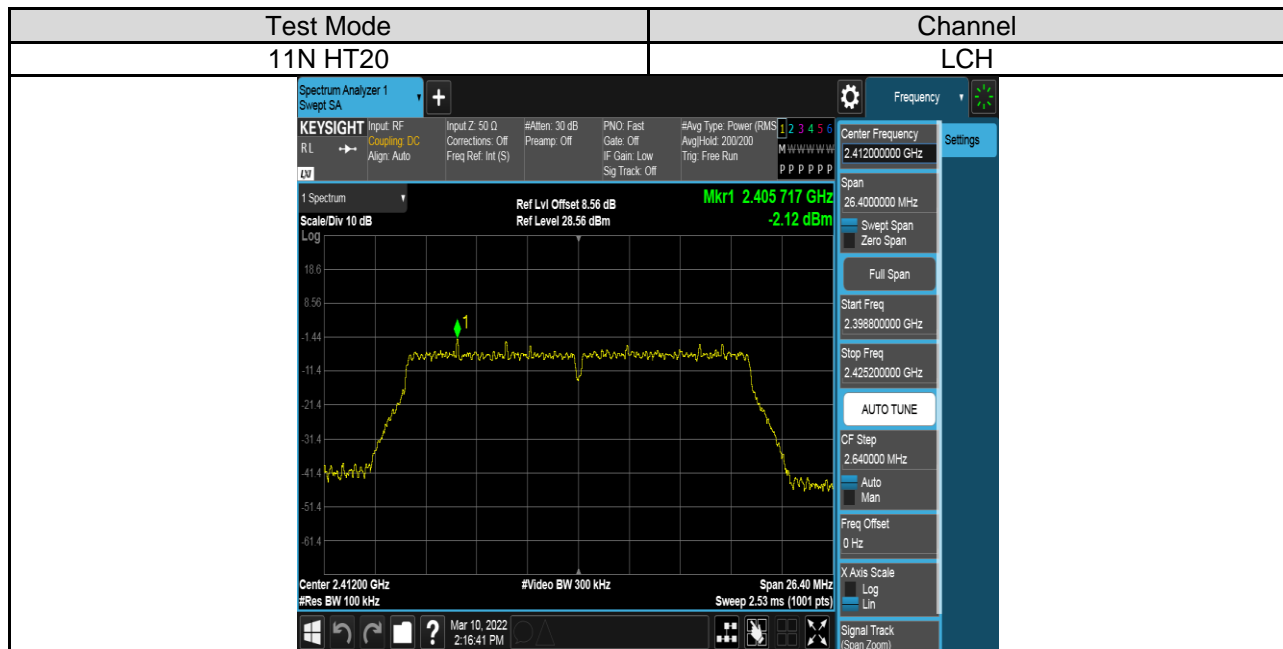 Test Mode Channel
11N HT20 LCH
Spectrum Analyzer 1
Swept SA
Frequency
KEYSIGHT Input: RF Input Z: 50 Ω #Atten: 30 dB PNO: Fast #Avg Type: Power (RMS 1 2 3 4 5 6
RL Coupling: DC Corrections: Off Preamp: Off Gate: Off Avg|Hold: 200/200 M W W W W W
Align: Auto Freq Ref: Int (S) IF Gain: Low Trig: Free Run
LXI Sig Track: Off P P P P P P
1 Spectrum Ref Lvl Offset 8.56 dB Mkr1 2.405 717 GHz
Scale/Div 10 dB Ref Level 28.56 dBm -2.12 dBm
Log
18.6
8.56
1
-1.44
-11.4
-21.4
-31.4
-41.4
-51.4
-61.4
Center 2.41200 GHz #Video BW 300 kHz Span 26.40 MHz
#Res BW 100 kHz Sweep 2.53 ms (1001 pts)
? Mar 10, 2022
2:16:41 PM
Center Frequency
2.412000000 GHz
Span
26.4000000 MHz
Swept Span
Zero Span
Full Span
Start Freq
2.398800000 GHz
Stop Freq
2.425200000 GHz
AUTO TUNE
CF Step
2.640000 MHz
Auto
Man
Freq Offset
0 Hz
X Axis Scale
Log
Lin
Signal Track
(Span Zoom)
Settings